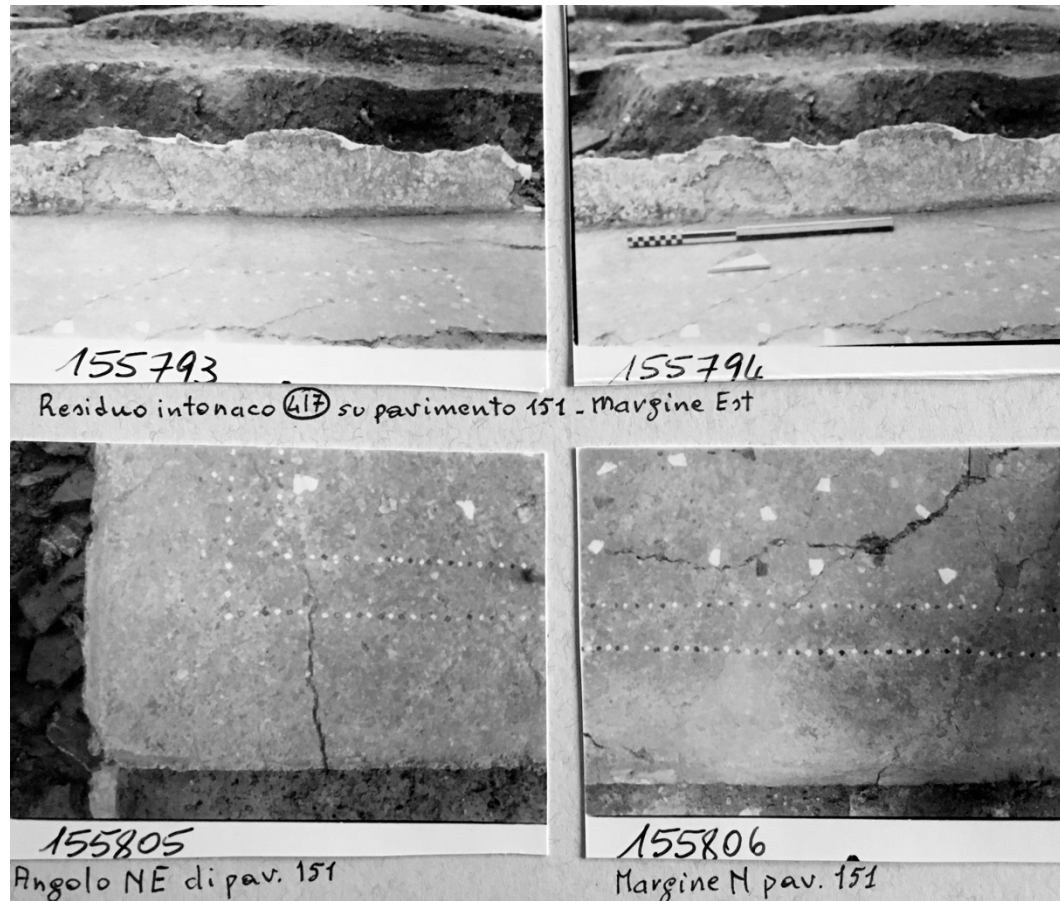 155793
155794
Residuo intonaco 417 su pavimento 151 - Margine Est
155805
155806
Angolo NE di pav. 151
Margine N pav. 151